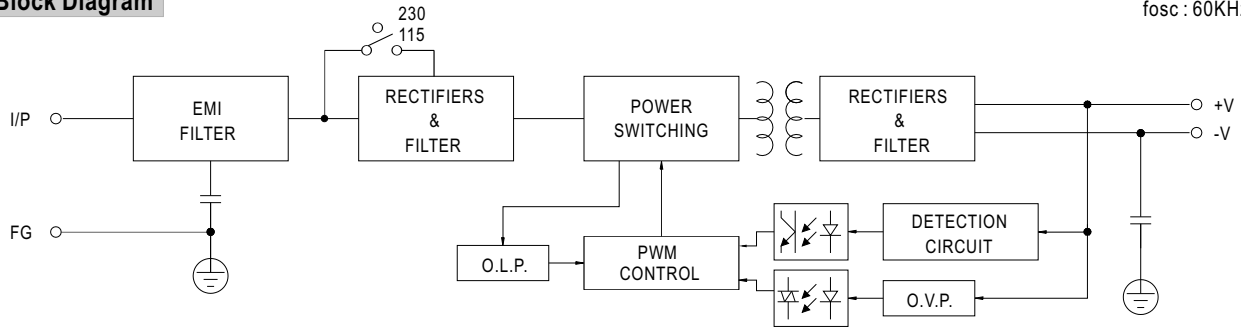 Block Diagram
fosc : 60KH
230
115
I/P
EMI
FILTER
RECTIFIERS
&
FILTER
POWER
SWITCHING
RECTIFIERS
&
FILTER
+V
-V
FG
O.L.P.
PWM
CONTROL
DETECTION
CIRCUIT
O.V.P.